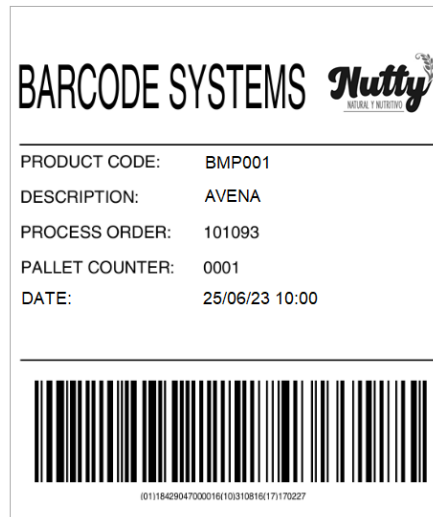 BARCODE SYSTEMS Nutty
NATURAL Y NUTRITIVO
PRODUCT CODE: BMP001
DESCRIPTION: AVENA
PROCESS ORDER: 101093
PALLET COUNTER: 0001
DATE: 25/06/23 10:00
(01)18429047000016(10)310816(17)170227